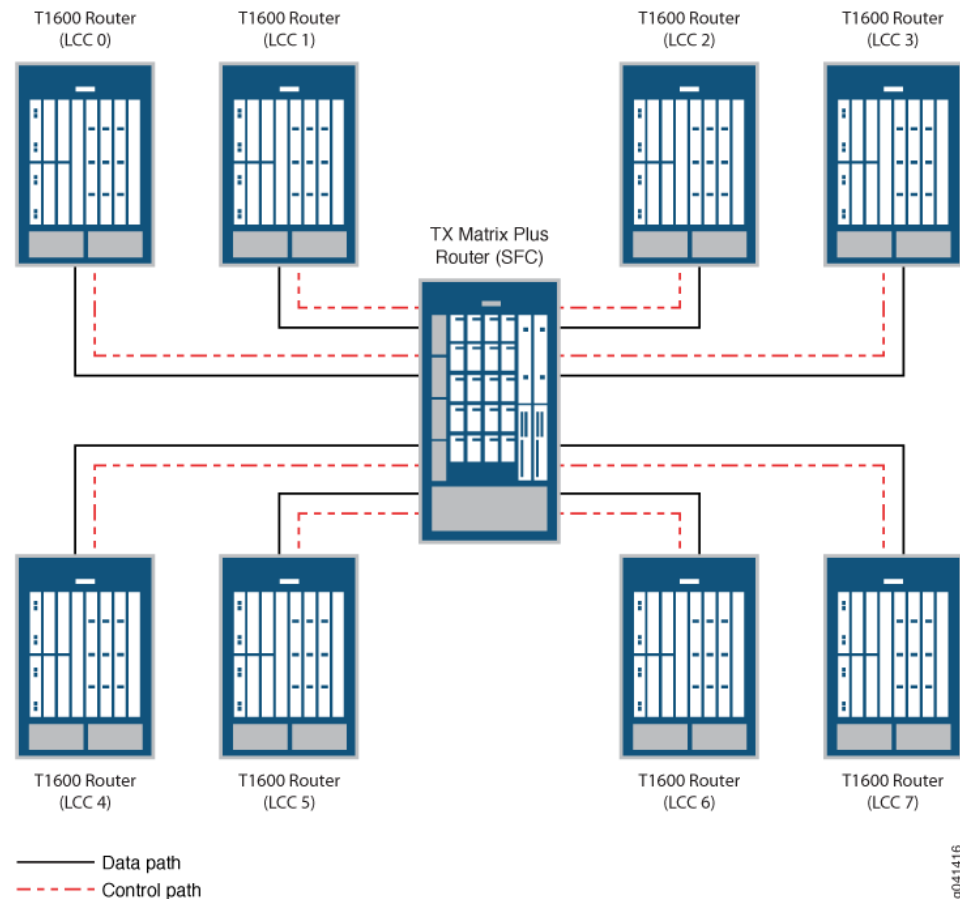 T1600 Router
(LCC 0)
T1600 Router
(LCC 1)
T1600 Router
(LCC 2)
T1600 Router
(LCC 3)
TX Matrix Plus
Router (SFC)
T1600 Router
(LCC 4)
T1600 Router
(LCC 5)
T1600 Router
(LCC 6)
T1600 Router
(LCC 7)
Data path
Control path
g041416